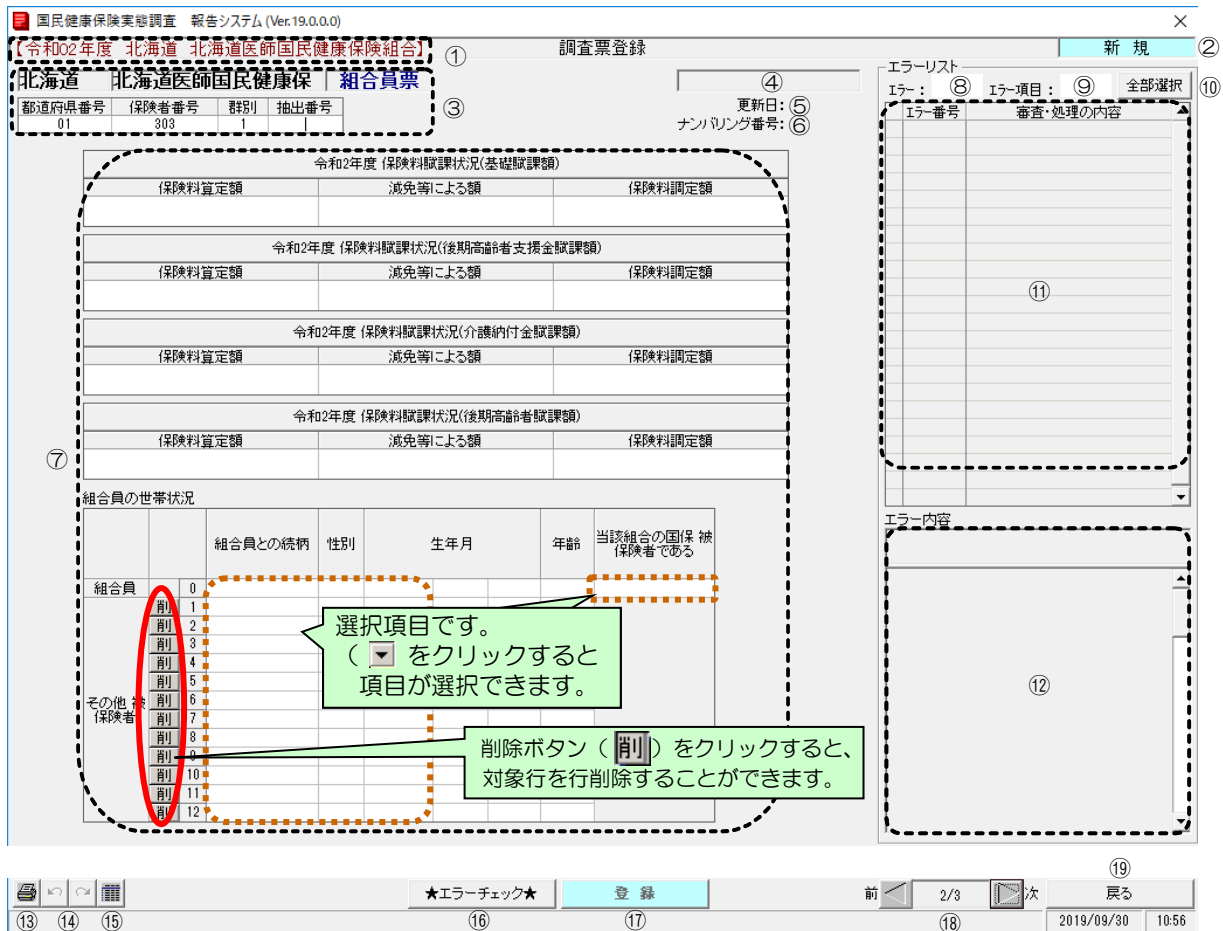 国民健康保険実態調査 報告システム (Ver.19.0.0.0)
【令和02年度 北海道 北海道医師国民健康保険組合】
①
調査票登録
新 規
②
北海道 北海道医師国民健康保 組合員票
③
都道府県番号 保険者番号 群別 抽出番号
01 303 1
④
更新日：⑤
ナンバリング番号：⑥
エラーリスト
ｴﾗｰ： ⑧ ｴﾗｰ項目： ⑨ 全部選択 ⑩
ｴﾗｰ番号 審査・処理の内容
⑪
令和2年度 保険料賦課状況(基礎賦課額)
保険料算定額 減免等による額 保険料調定額
令和2年度 保険料賦課状況(後期高齢者支援金賦課額)
保険料算定額 減免等による額 保険料調定額
令和2年度 保険料賦課状況(介護納付金賦課額)
保険料算定額 減免等による額 保険料調定額
令和2年度 保険料賦課状況(後期高齢者賦課額)
保険料算定額 減免等による額 保険料調定額
⑦
組合員の世帯状況
組合員との続柄 性別 生年月 年齢 当該組合の国保 被
保険者である
組合員 0
削 1
削 2
削 3
削 4
削 5
その他 被
保険者
削 6
削 7
削 8
削 9
削 10
削 11
削 12
選択項目です。
（ をクリックすると
項目が選択できます。
削除ボタン（ 削 ）をクリックすると、
対象行を行削除することができます。
エラー内容
⑫
★エラーチェック★ 登 録 前 2/3 次 戻る
⑲
⑬ ⑭ ⑮ ⑯ ⑰ ⑱
2019/09/30 10:56